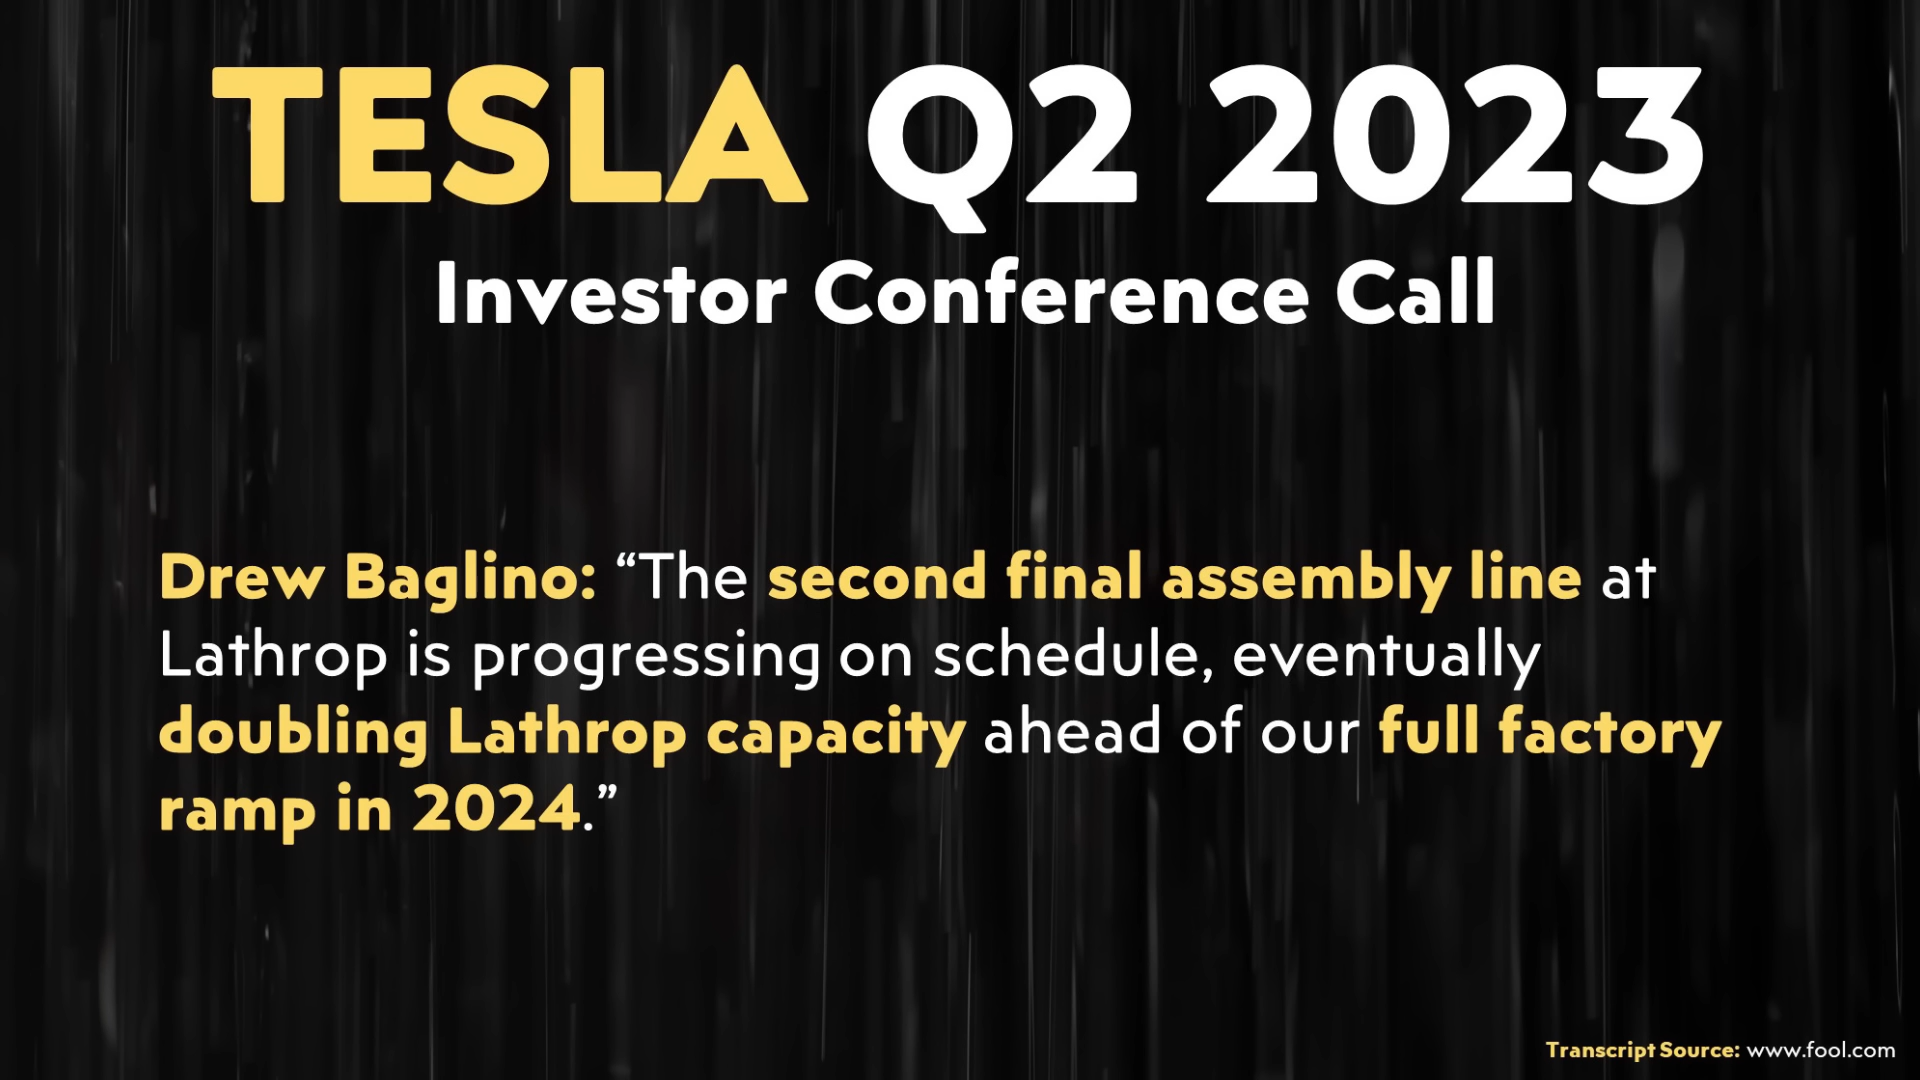 TESLA Q2 2023
Investor Conference Call
Drew Baglino: “The second final assembly line at
Lathrop is progressing on schedule, eventually
doubling Lathrop capacity ahead of our full factory
ramp in 2024.”
Transcript Source: www.fool.com